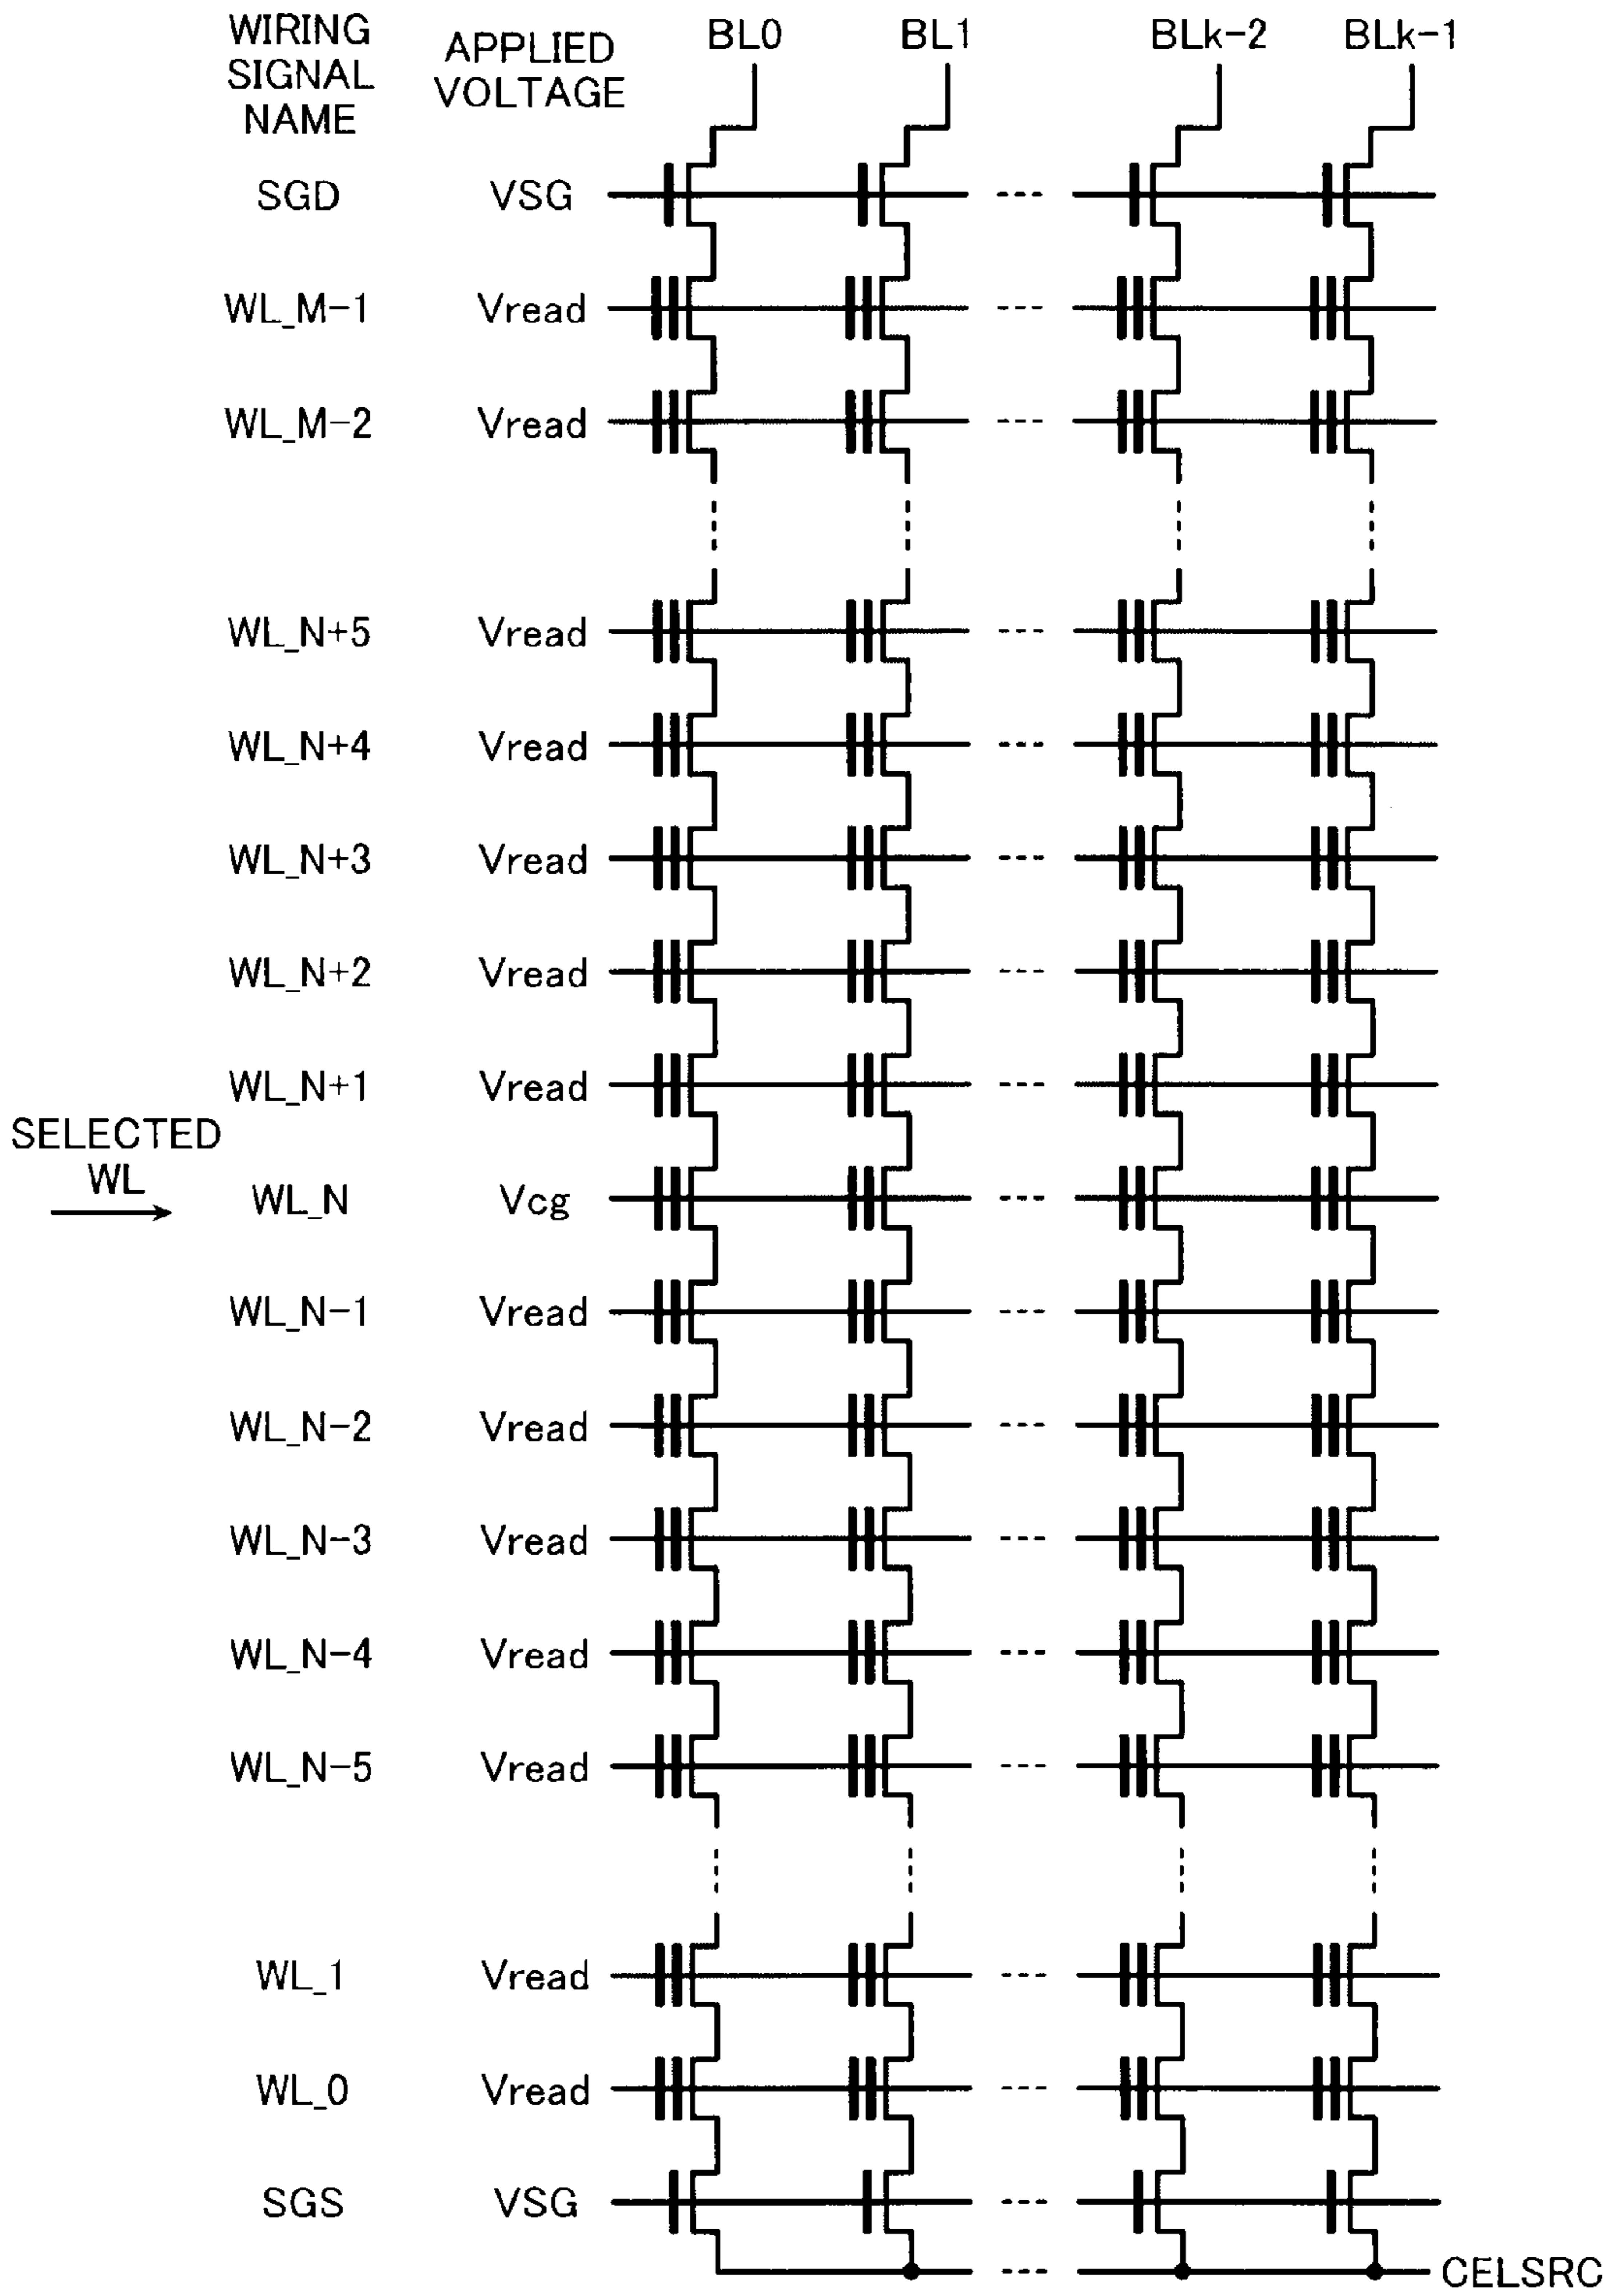 WIRING
SIGNAL
NAME
APPLIED
VOLTAGE
BL0
BL1
BLk-2
BLk-1
SGD VSG
WL_M-1 Vread
WL_M-2 Vread
WL_N+5 Vread
WL_N+4 Vread
WL_N+3 Vread
WL_N+2 Vread
WL_N+1 Vread
SELECTED
WL
WL_N Vcg
WL_N-1 Vread
WL_N-2 Vread
WL_N-3 Vread
WL_N-4 Vread
WL_N-5 Vread
WL_1 Vread
WL_0 Vread
SGS VSG
CELSRC